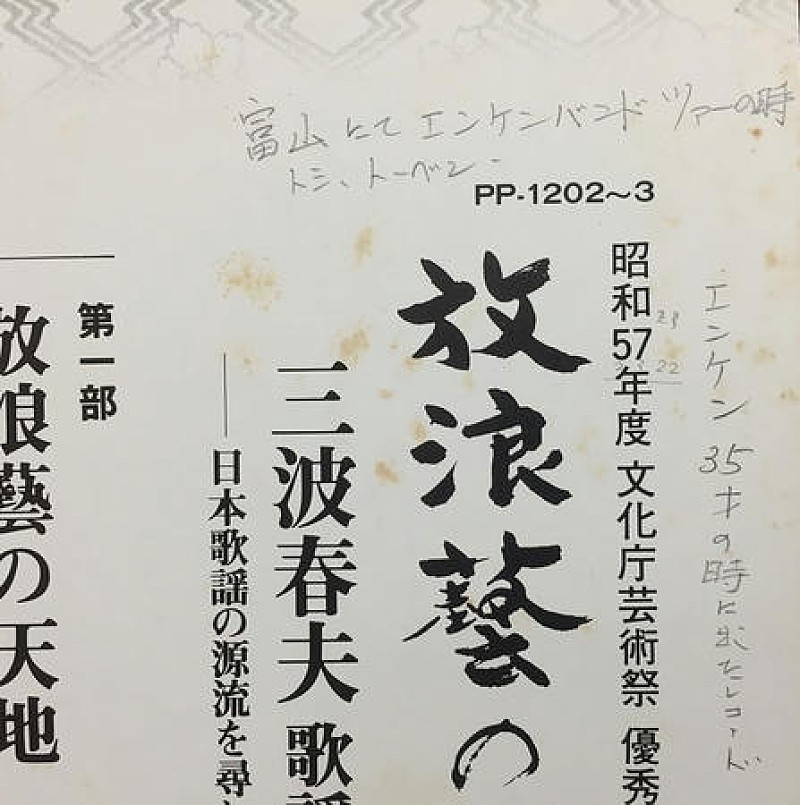 富山にて エンケンバンド ツアーの時
トミ、トーベン
PP-1202〜3
エンケン 35才の時に出たレコード
29
22
昭和57年度 文化庁芸術祭 優秀
放浪藝の
三波春夫 歌謡
──日本歌謡の源流を尋
第一部
放浪藝の天地